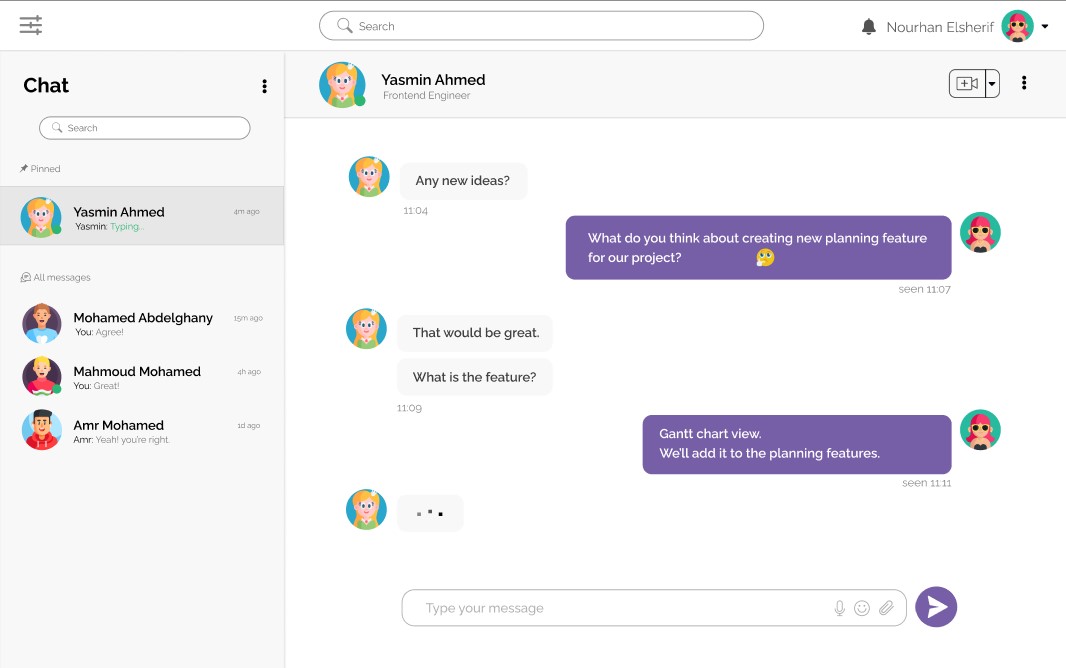 Search
Nourhan Elsherif
Chat
Search
Pinned
Yasmin Ahmed
4m ago
Yasmin: Typing..
All messages
Mohamed Abdelghany
15m ago
You: Agree!
Mahmoud Mohamed
4h ago
You: Great!
Amr Mohamed
1d ago
Amr: Yeah! you're right.
Yasmin Ahmed
Frontend Engineer
Any new ideas?
11:04
What do you think about creating new planning feature
for our project?
seen 11:07
That would be great.
What is the feature?
11:09
Gantt chart view.
We'll add it to the planning features.
seen 11:11
Type your message